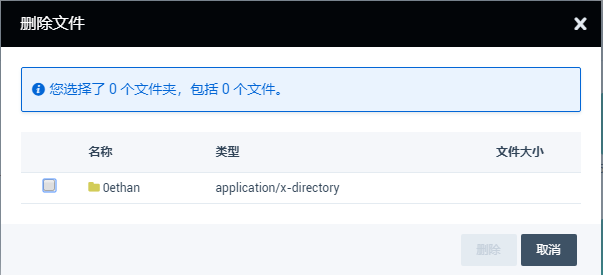 删除文件
您选择了 0 个文件夹，包括 0 个文件。
名称 类型 文件大小
0ethan application/x-directory
删除 取消